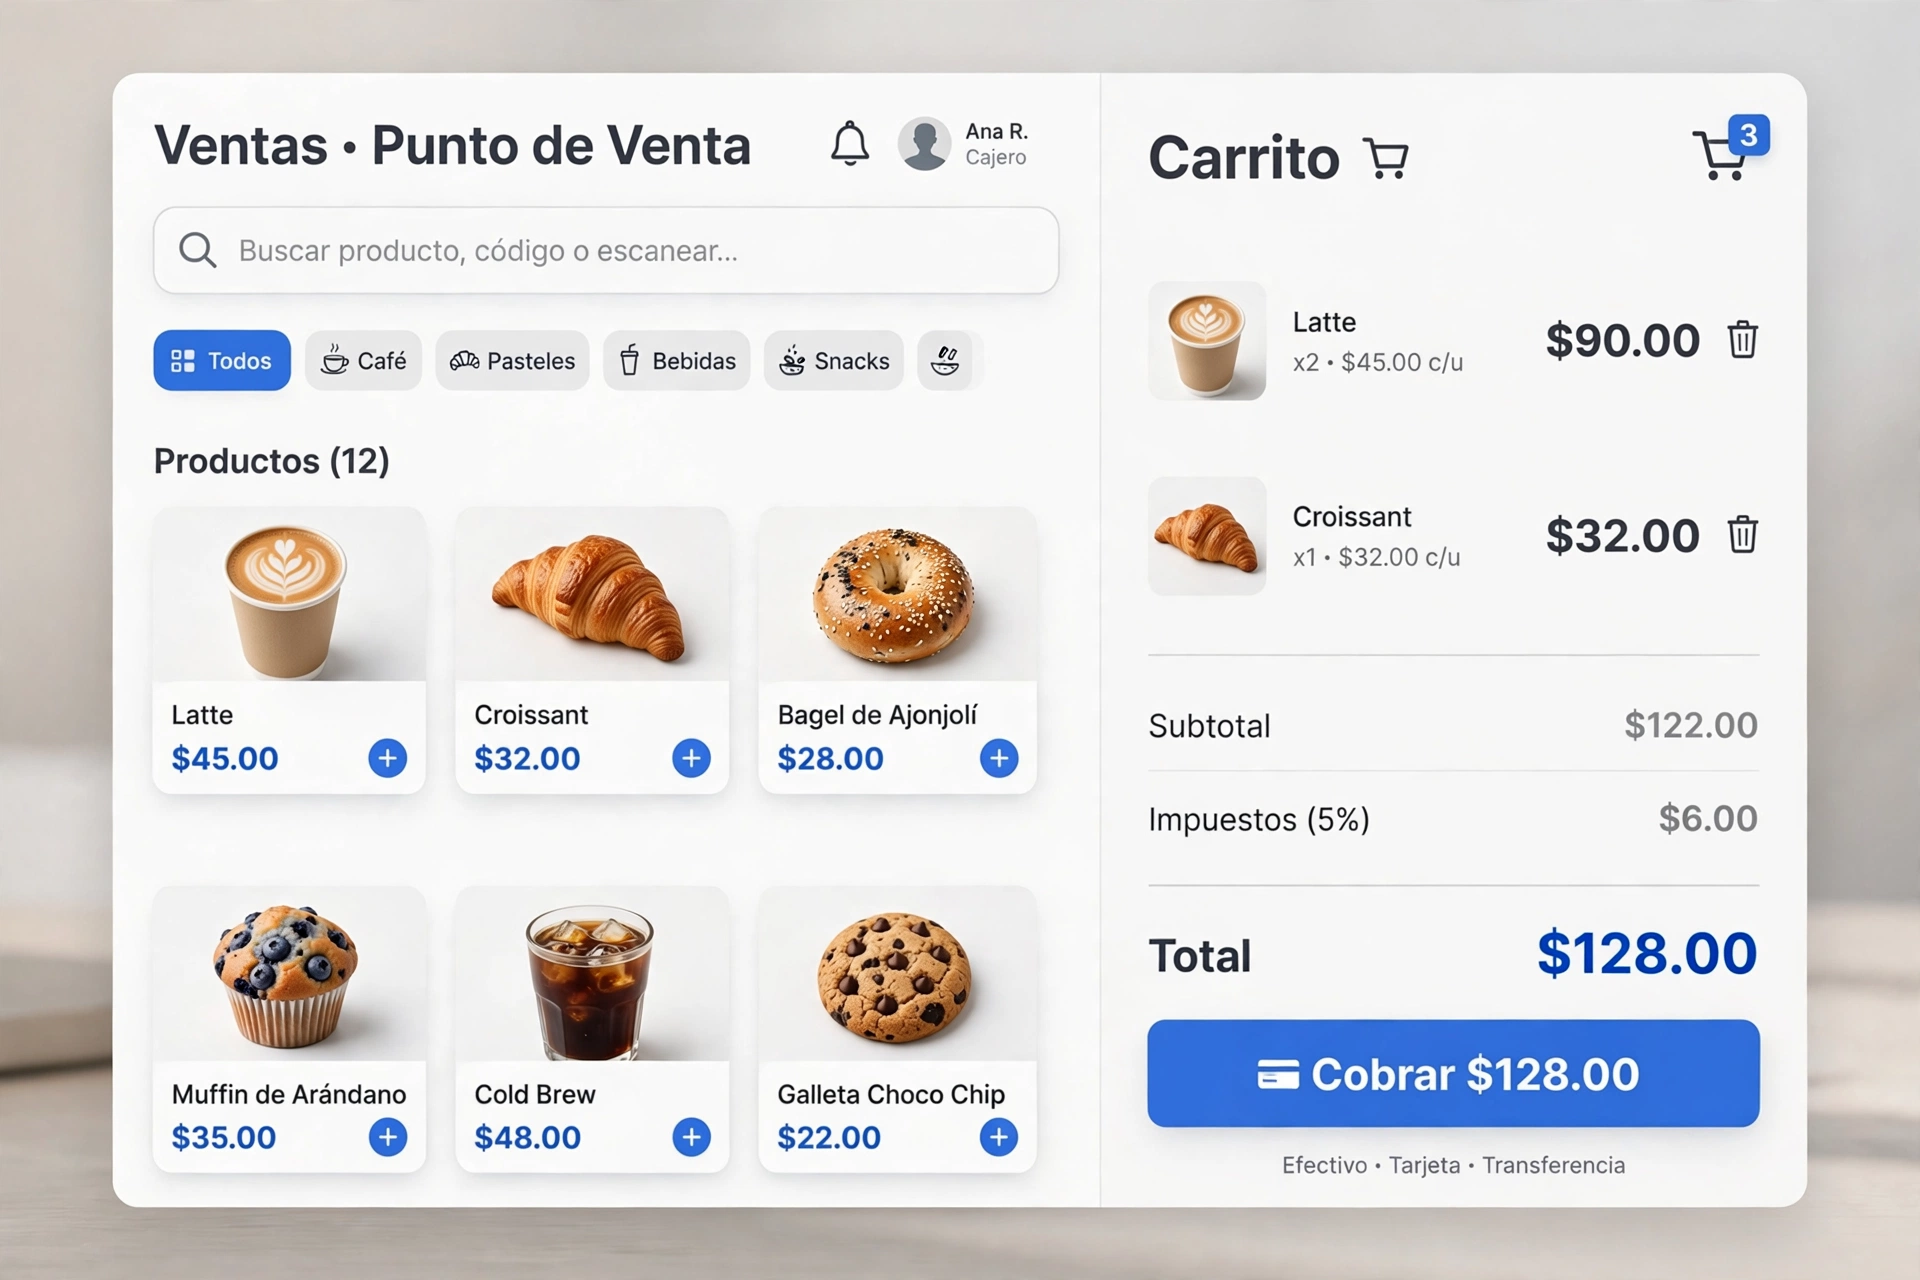 Ventas • Punto de Venta
Ana R.
Cajero
Buscar producto, código o escanear...
Todos
Café
Pasteles
Bebidas
Snacks
Productos (12)
Latte
$45.00
Croissant
$32.00
Bagel de Ajonjolí
$28.00
Muffin de Arándano
$35.00
Cold Brew
$48.00
Galleta Choco Chip
$22.00
Carrito
3
Latte
x2 • $45.00 c/u
$90.00
Croissant
x1 • $32.00 c/u
$32.00
Subtotal
$122.00
Impuestos (5%)
$6.00
Total
$128.00
Cobrar $128.00
Efectivo • Tarjeta • Transferencia